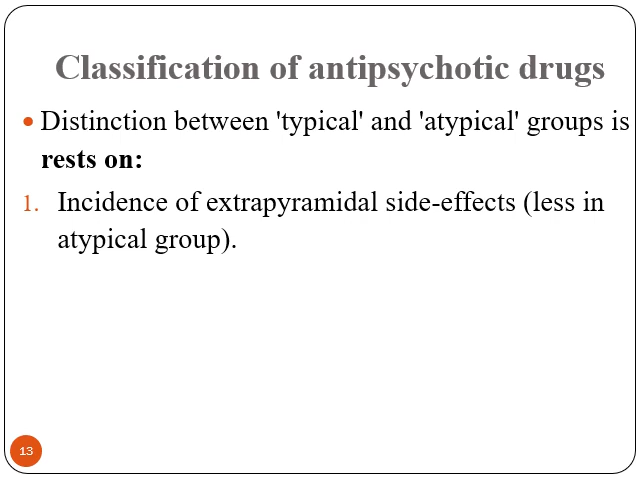 Classification of antipsychotic drugs
• Distinction between 'typical' and 'atypical' groups is
rests on:
1. Incidence of extrapyramidal side-effects (less in
atypical group).
13